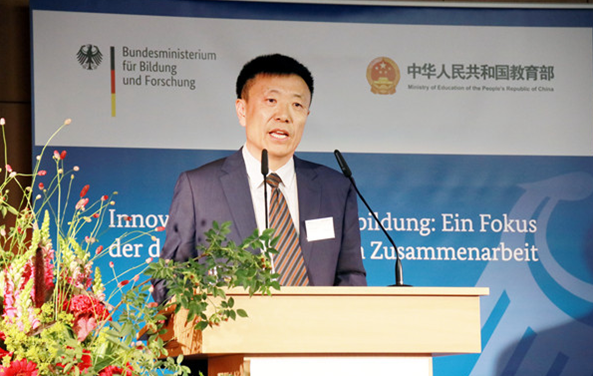 Bundesministerium
für Bildung
und Forschung
中华人民共和国教育部
Ministry of Education of the People's Republic of China
bildung: Ein Fokus
der
Zusammenarbeit